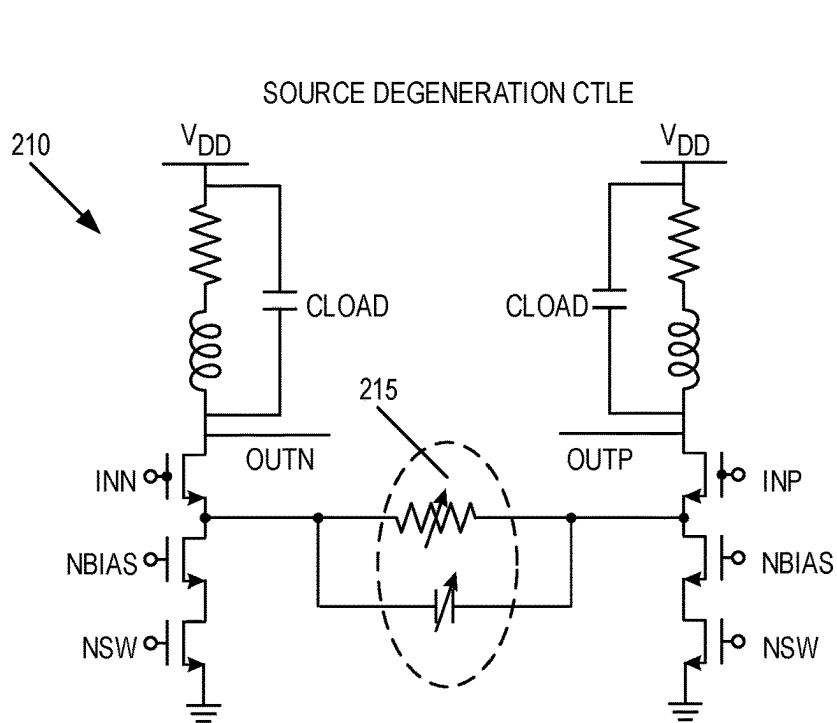 SOURCE DEGENERATION CTLE
210
VDD
VDD
CLOAD
CLOAD
215
OUTN
OUTP
INN
INP
NBIAS
NBIAS
NSW
NSW